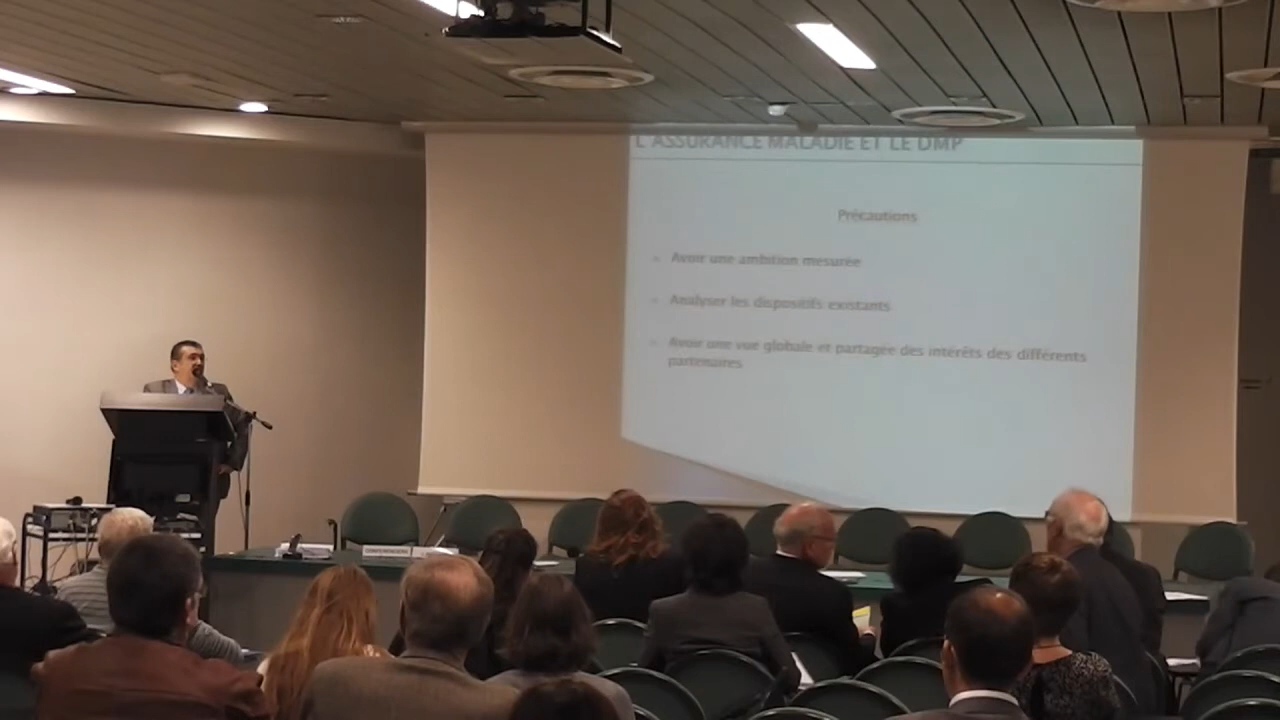 L'ASSURANCE MALADIE ET LE DMP
Précautions
Avoir une ambition mesurée
Analyser les dispositifs existants
Avoir une vue globale et partagée des intérêts des différents
partenaires